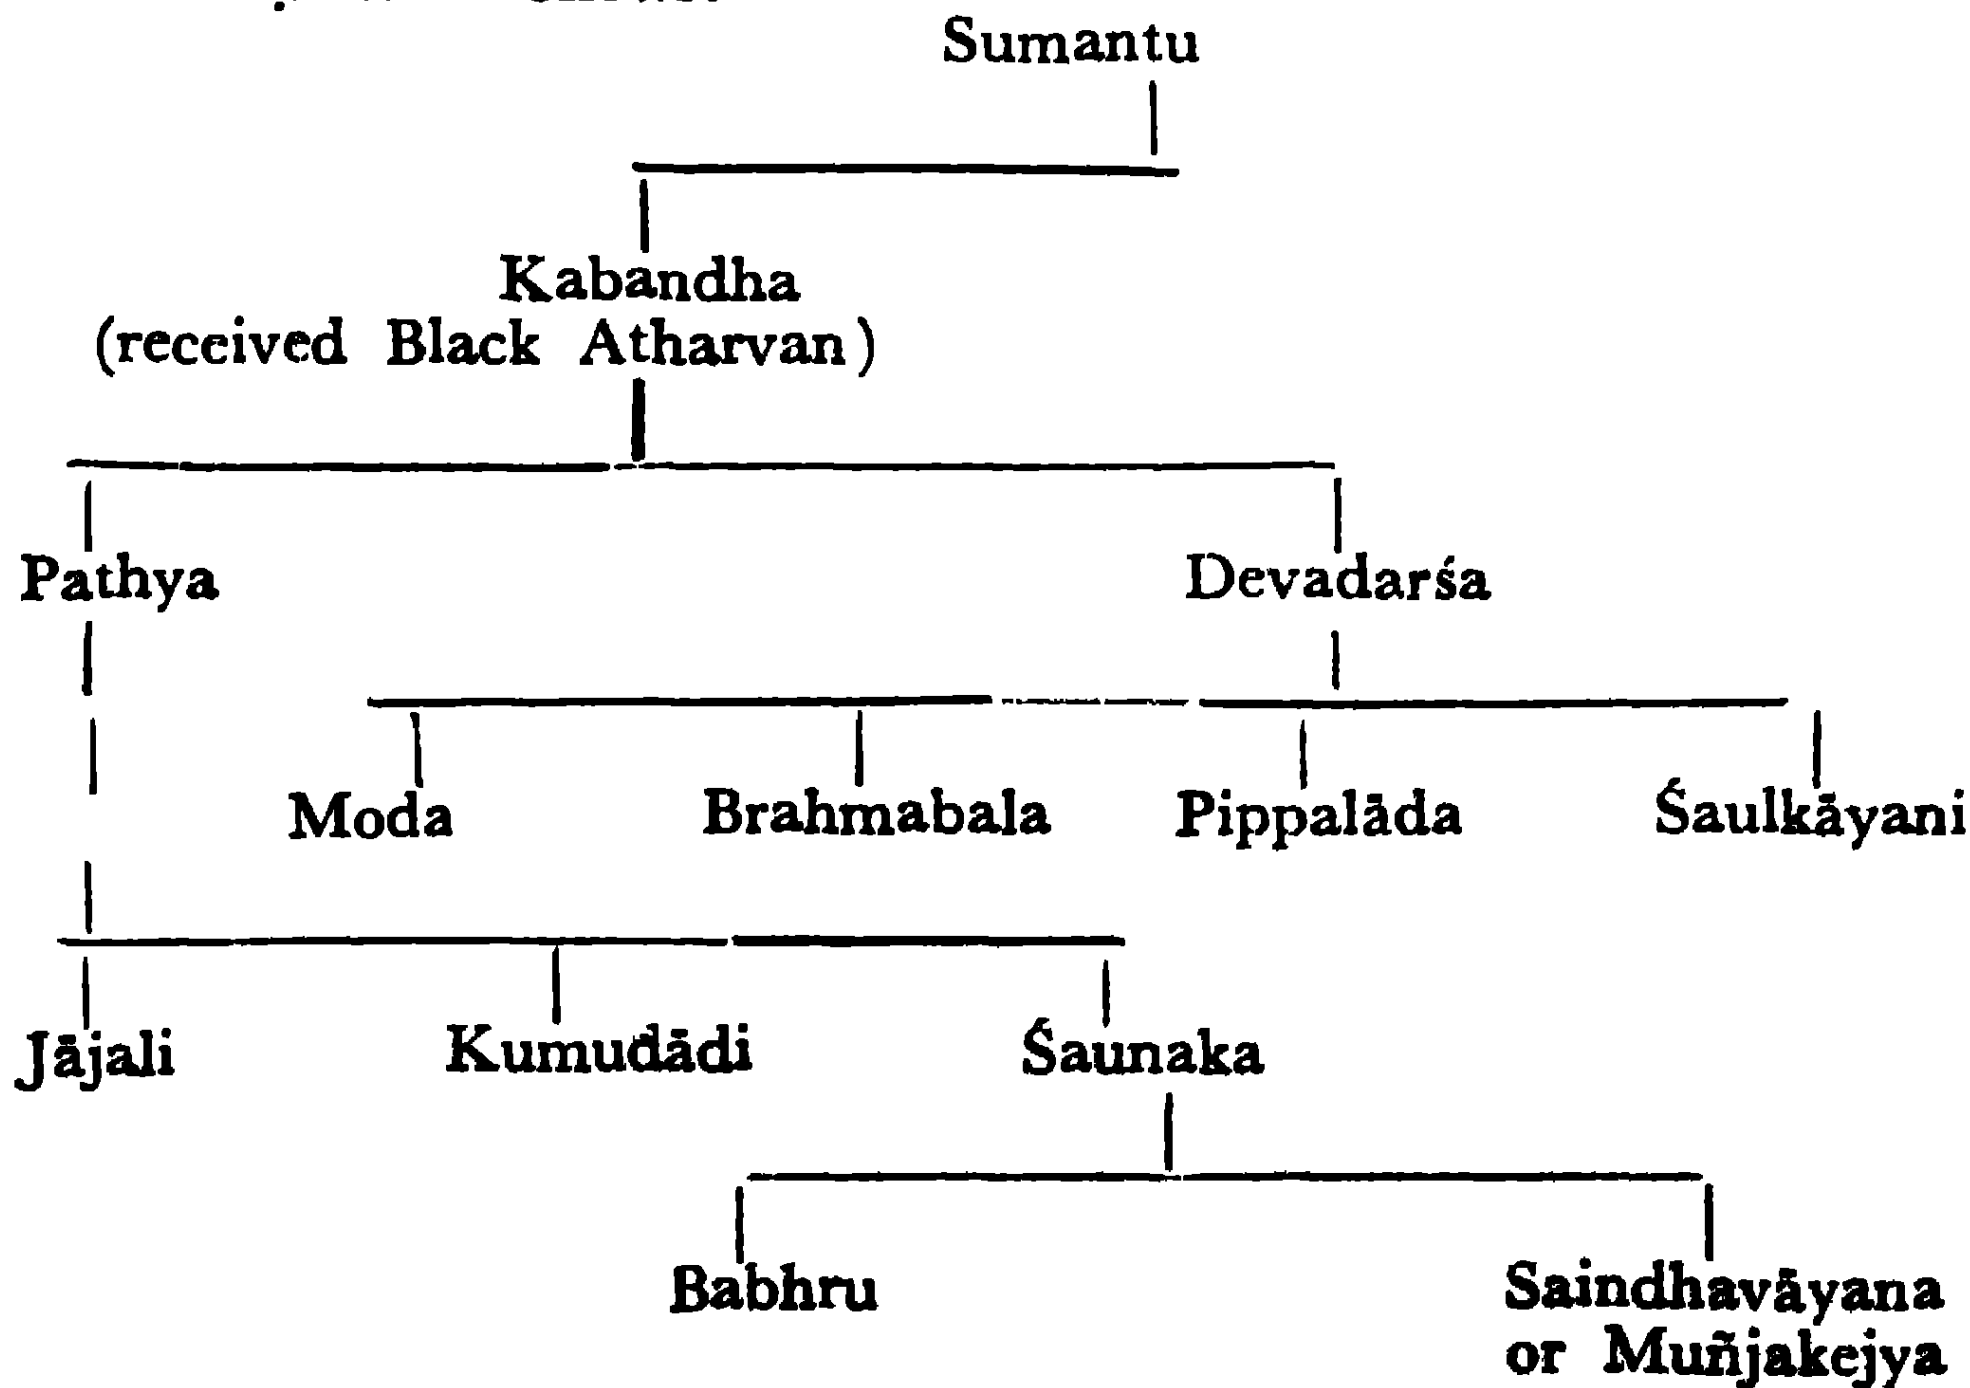 Sumantu
Kabandha
(received Black Atharvan)
Pathya Devadarśa
Moda Brahmabala Pippalāda Śaulkāyani
Jājali Kumudādi Śaunaka
Babhru Saindhavāyana
or Muñjakejya